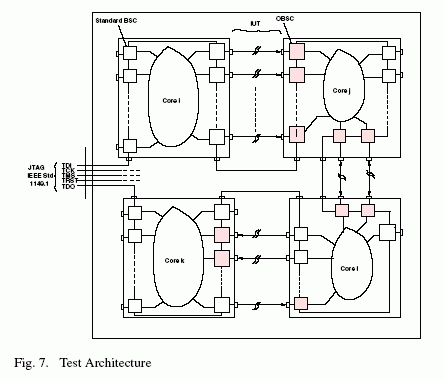 Standard BSC
IUT
OBSC
Core i
Core j
JTAG
IEEE Std
1149.1
TDI
TCK
TMS
TRST
TDO
Core k
Core l
Fig. 7. Test Architecture